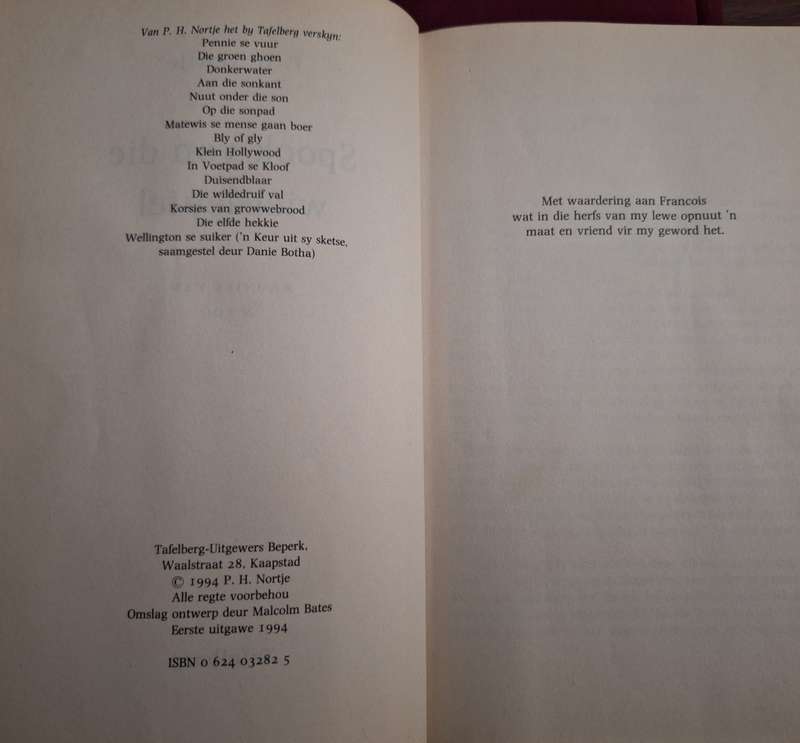 Van P. H. Nortje het by Tafelberg verskyn:
Pennie se vuur
Die groen ghoen
Donkerwater
Aan die sonkant
Nuut onder die son
Op die sonpad
Matewis se mense gaan boer
Bly of gly
Klein Hollywood
In Voetpad se Kloof
Duisendblaar
Die wildedruif val
Korsies van growwebrood
Die elfde hekkie
Wellington se suiker ('n Keur uit sy sketse,
saamgestel deur Danie Botha)
Tafelberg-Uitgewers Beperk,
Waalstraat 28, Kaapstad
© 1994 P. H. Nortje
Alle regte voorbehou
Omslag ontwerp deur Malcolm Bates
Eerste uitgawe 1994
ISBN 0 624 03282 5
Met waardering aan Francois
wat in die herfs van my lewe opnuut 'n
maat en vriend vir my geword het.